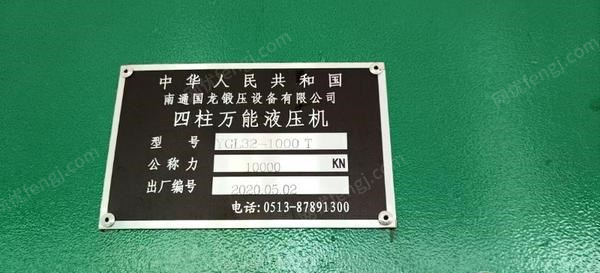 中华人民共和国
南通国龙锻压设备有限公司
四柱万能液压机
型 号 YGL32-1000T
公称力 10000 KN
出厂编号 2020.05.02
电话:0513-87891300